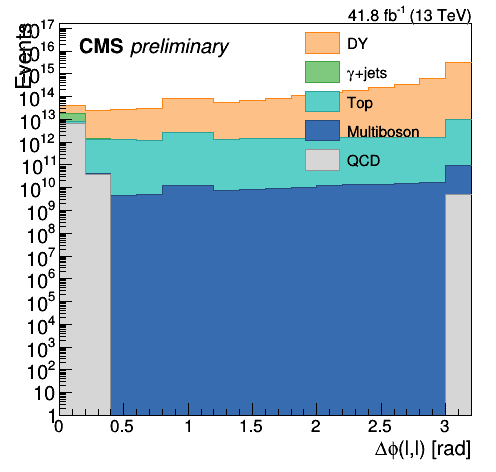 41.8 fb⁻¹ (13 TeV)
CMS preliminary
Events
DY
γ+jets
Top
Multiboson
QCD
10¹⁷
10¹⁶
10¹⁵
10¹⁴
10¹³
10¹²
10¹¹
10¹⁰
10⁹
10⁸
10⁷
10⁶
10⁵
10⁴
10³
10²
10
1
0 0.5 1 1.5 2 2.5 3
Δϕ(l,l) [rad]